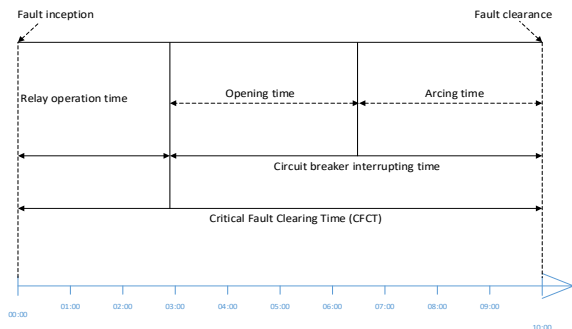 Fault inception
Fault clearance
Relay operation time
Opening time
Arcing time
Circuit breaker interrupting time
Critical Fault Clearing Time (CFCT)
00:00
01:00
02:00
03:00
04:00
05:00
06:00
07:00
08:00
09:00
10:00